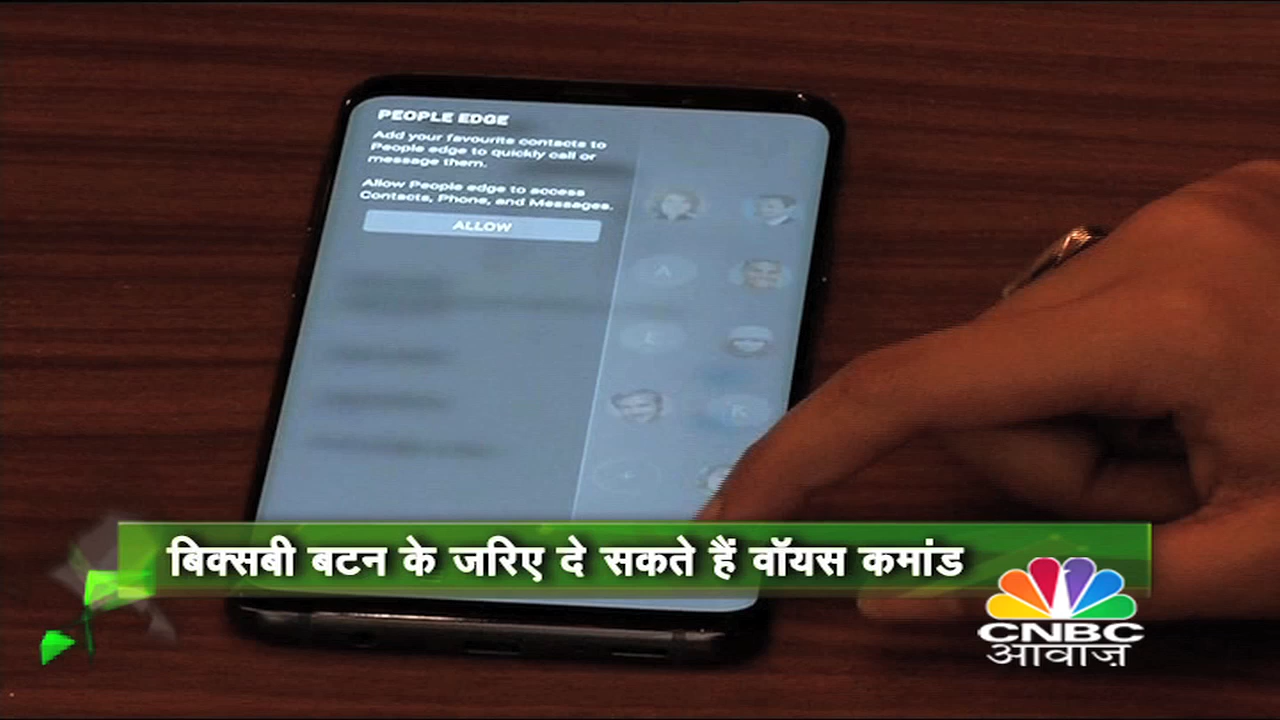 PEOPLE EDGE
Add your favourite contacts to
People edge to quickly call or
message them.
Allow People edge to access
Contacts, Phone, and Messages.
ALLOW
A
L
R
+
बिक्सबी बटन के जरिए दे सकते हैं वॉयस कमांड
CNBC
आवाज़